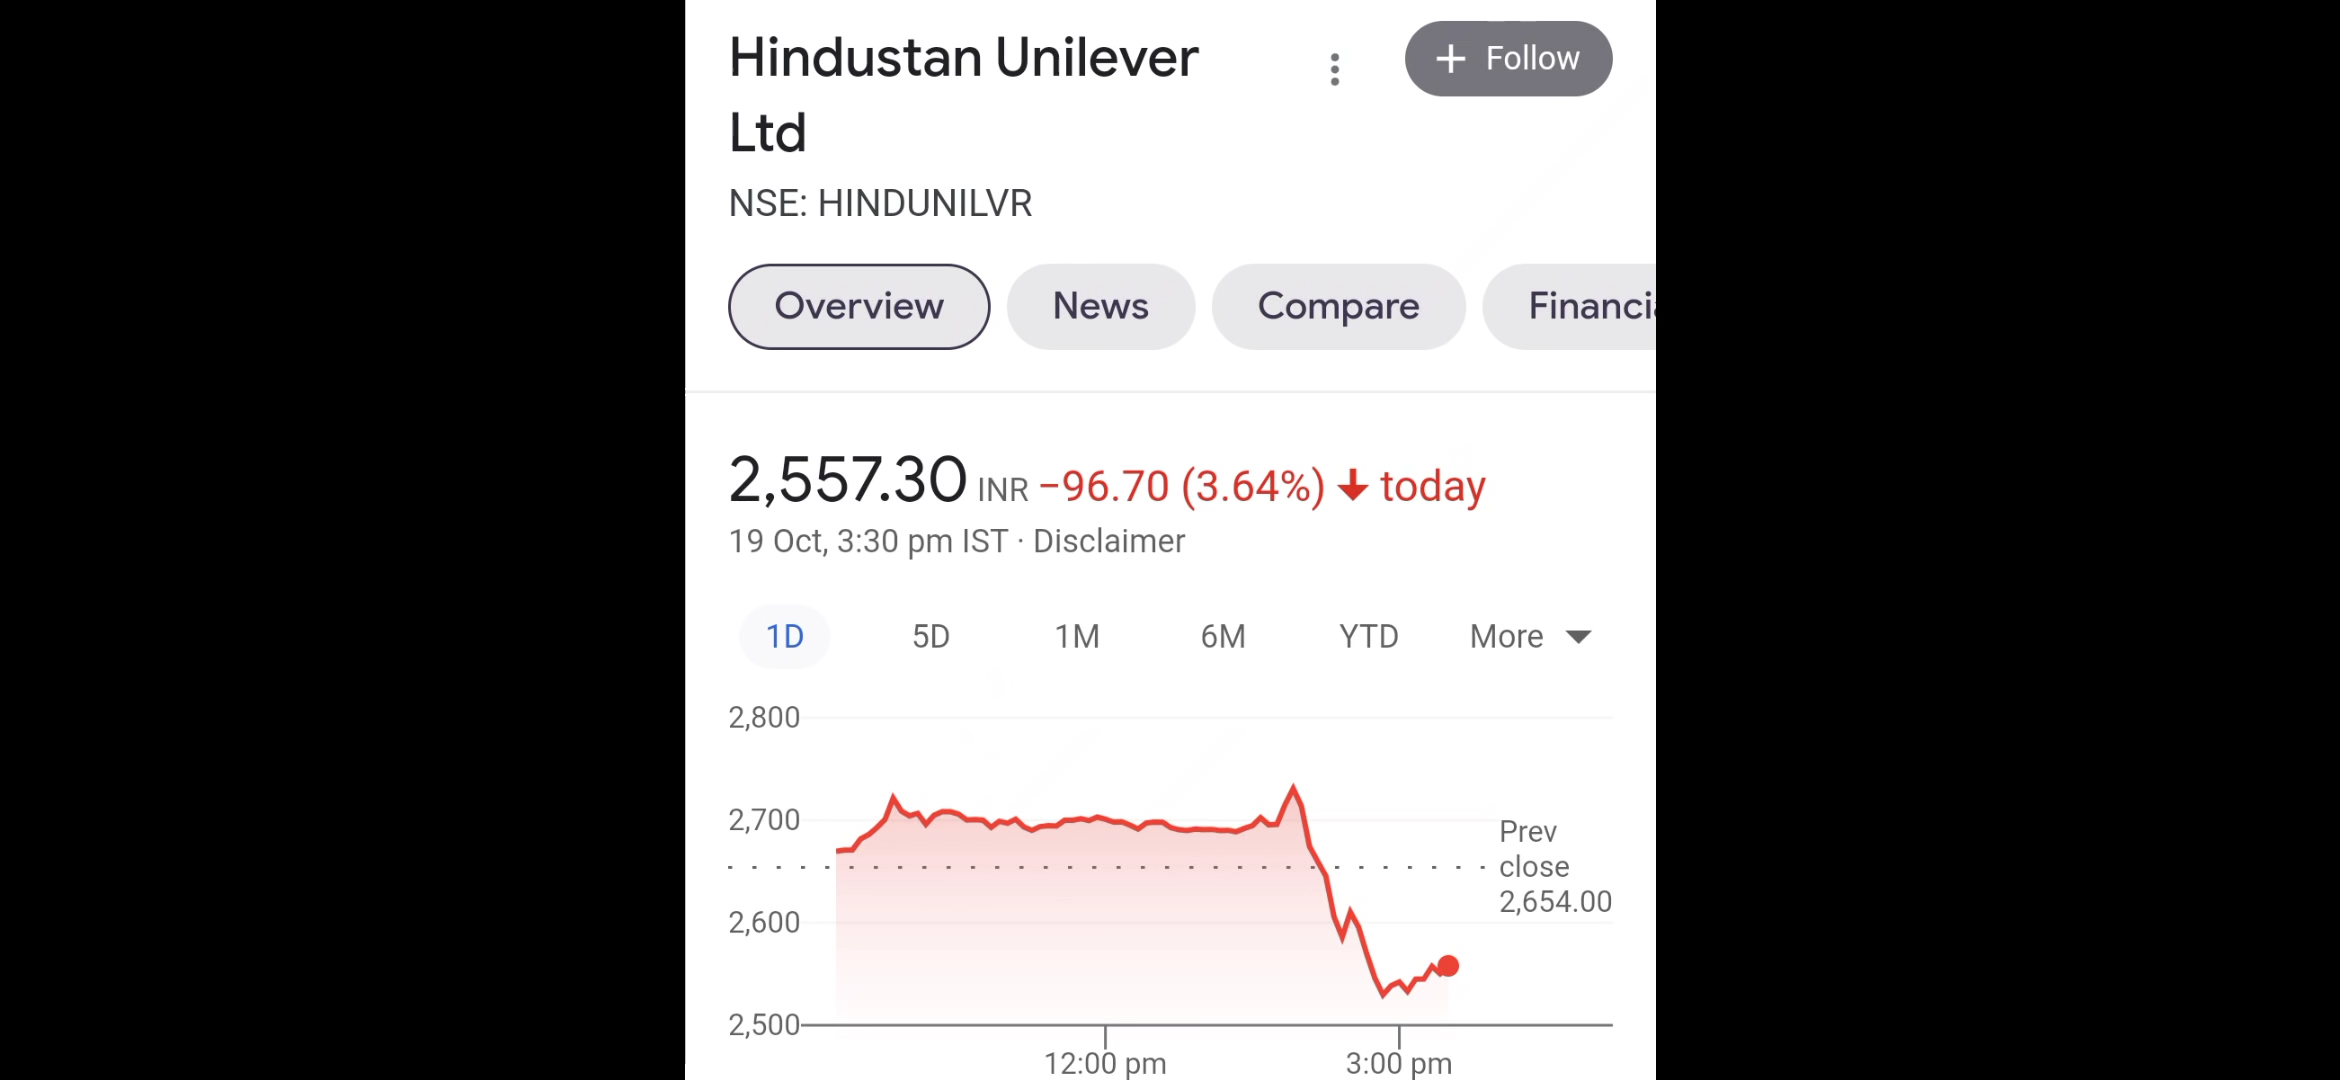 Hindustan Unilever
Ltd
+ Follow
NSE: HINDUNILVR
Overview News Compare Financi
2,557.30 INR −96.70 (3.64%) ↓ today
19 Oct, 3:30 pm IST · Disclaimer
1D 5D 1M 6M YTD More
2,800
2,700
Prev
close
2,654.00
2,600
2,500
12:00 pm 3:00 pm